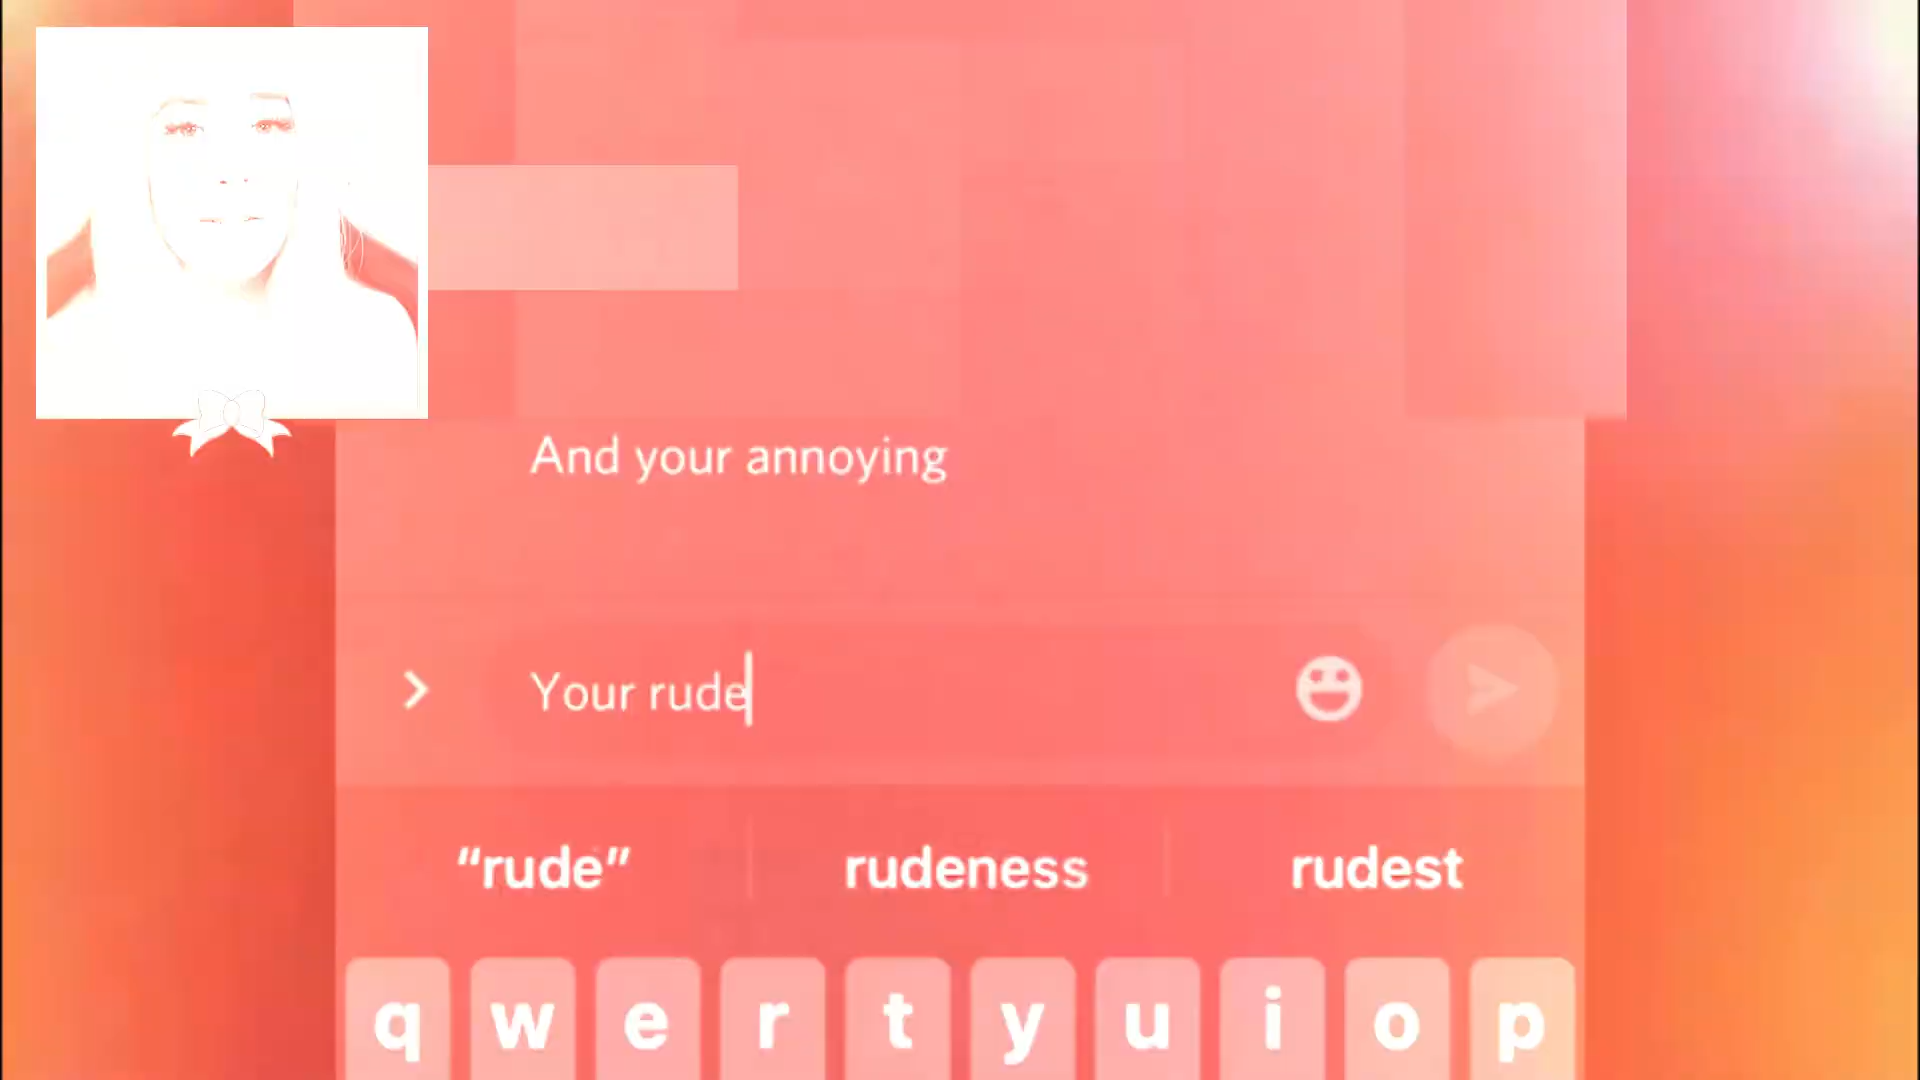 And your annoying
Your rude
“rude” rudeness rudest
q w e r t y u i o p